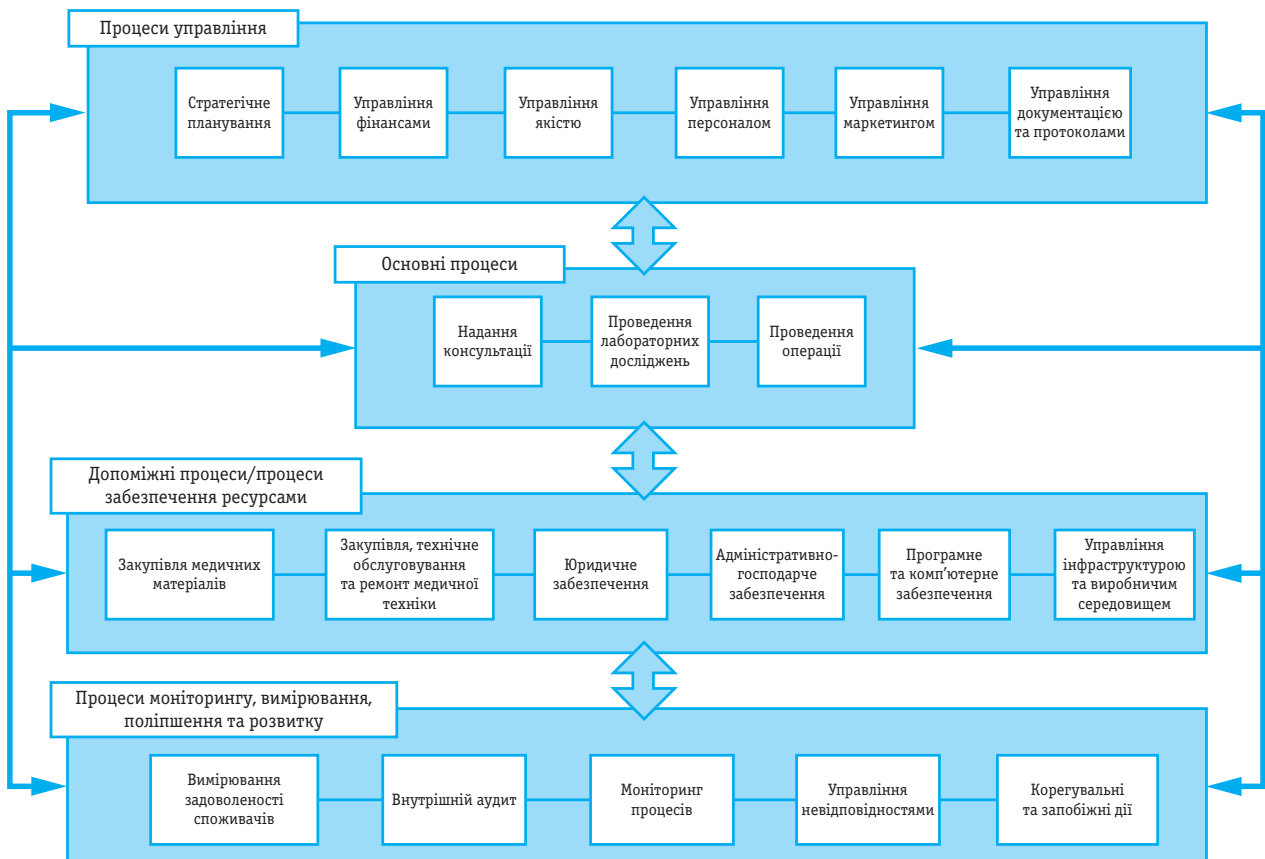 Процеси управління
Стратегічне
планування
Управління
фінансами
Управління
якістю
Управління
персоналом
Управління
маркетингом
Управління
документацією
та протоколами
Основні процеси
Надання
консультації
Проведення
лабораторних
досліджень
Проведення
операції
Допоміжні процеси/процеси
забезпечення ресурсами
Закупівля медичних
матеріалів
Закупівля, технічне
обслуговування
та ремонт медичної
техніки
Юридичне
забезпечення
Адміністративно-
господарче
забезпечення
Програмне
та комп’ютерне
забезпечення
Управління
інфраструктурою
та виробничим
середовищем
Процеси моніторингу, вимірювання,
поліпшення та розвитку
Вимірювання
задоволеності
споживачів
Внутрішній аудит
Моніторинг
процесів
Управління
невідповідностями
Корегувальні
та запобіжні дії